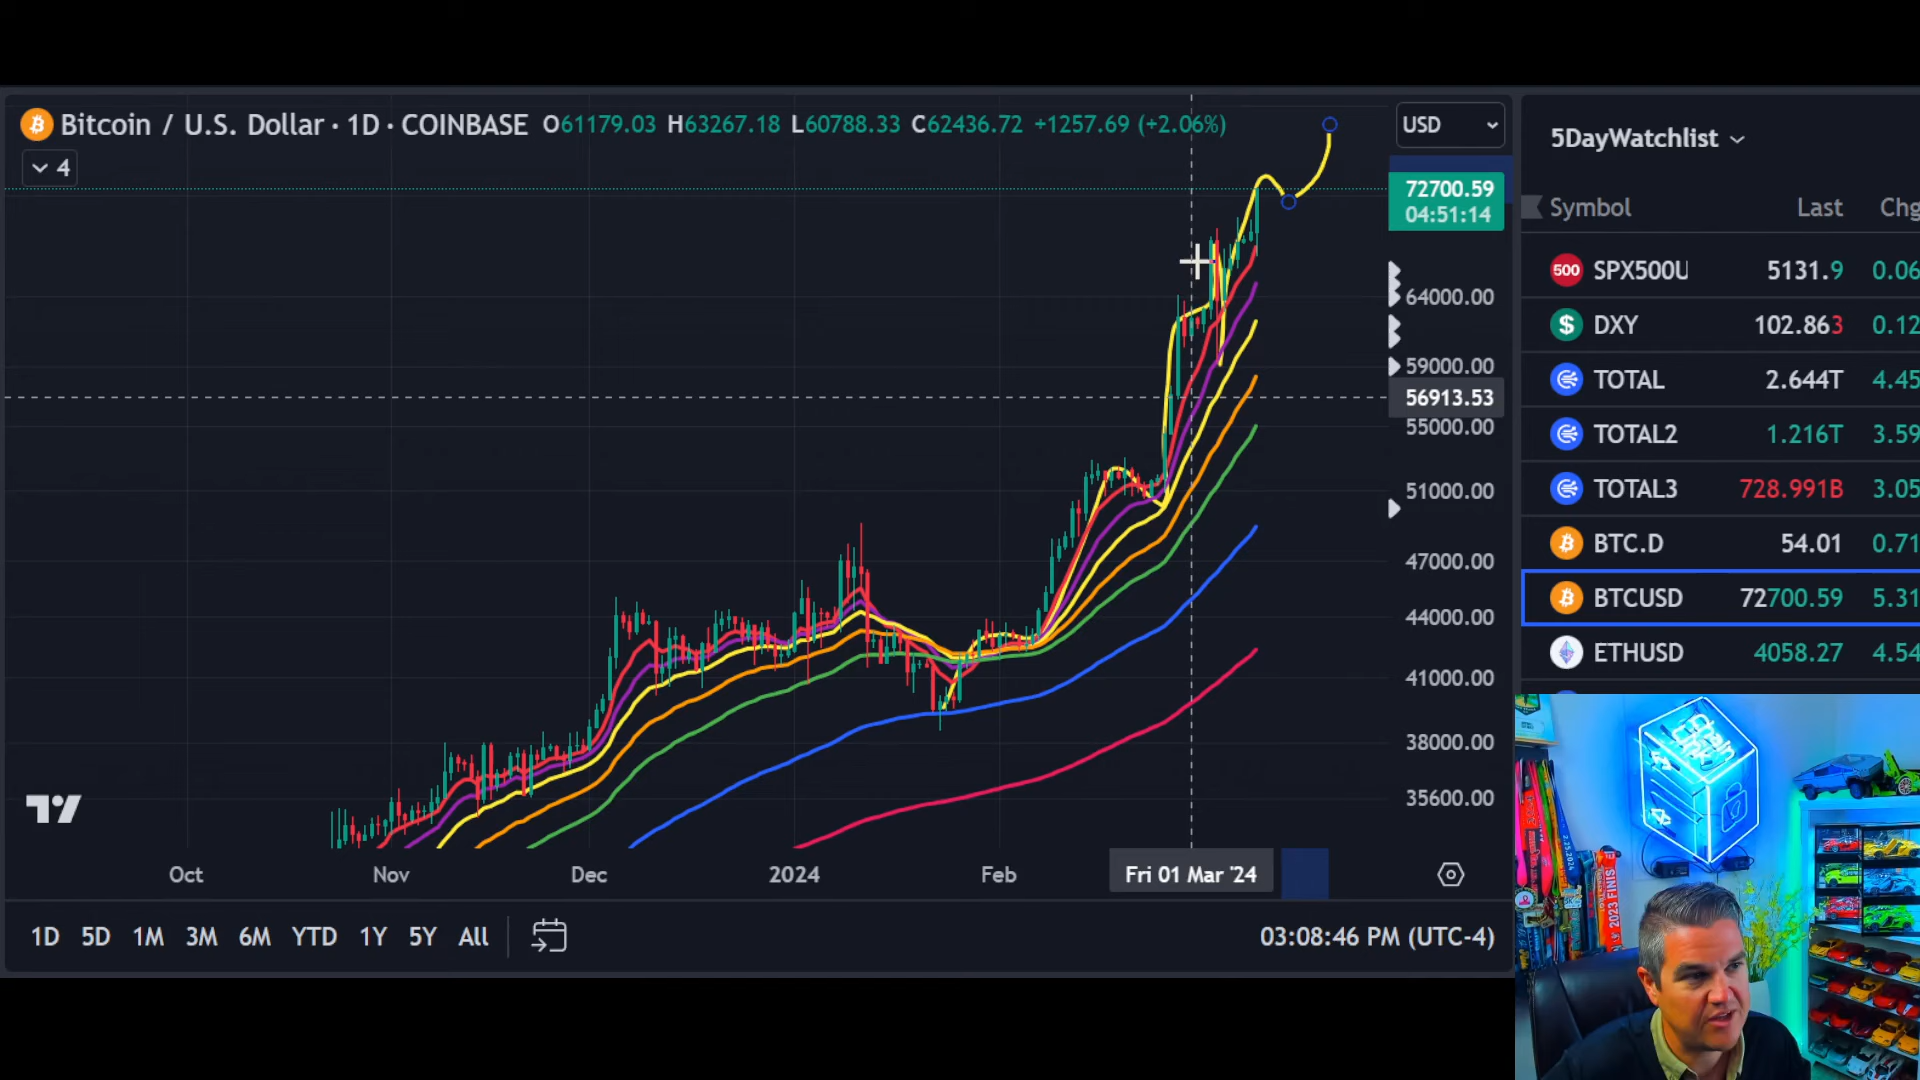 Bitcoin / U.S. Dollar · 1D · COINBASE O61179.03 H63267.18 L60788.33 C62436.72 +1257.69 (+2.06%)
4
USD
72700.59
04:51:14
64000.00
59000.00
56913.53
55000.00
51000.00
47000.00
44000.00
41000.00
38000.00
35600.00
Oct Nov Dec 2024 Feb Fri 01 Mar '24
1D 5D 1M 3M 6M YTD 1Y 5Y All
03:08:46 PM (UTC-4)
5DayWatchlist
Symbol Last Chg
500 SPX500U 5131.9 0.06
$ DXY 102.863 0.12
TOTAL 2.644T 4.45
TOTAL2 1.216T 3.59
TOTAL3 728.991B 3.05
BTC.D 54.01 0.71
BTCUSD 72700.59 5.31
ETHUSD 4058.27 4.54
2023 FINIS